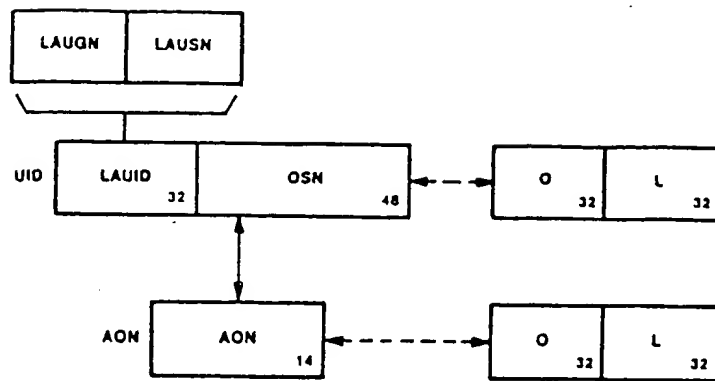 LAUGN LAUSN
UID LAUID 32 OSN 48 O 32 L 32
AON AON 14 O 32 L 32